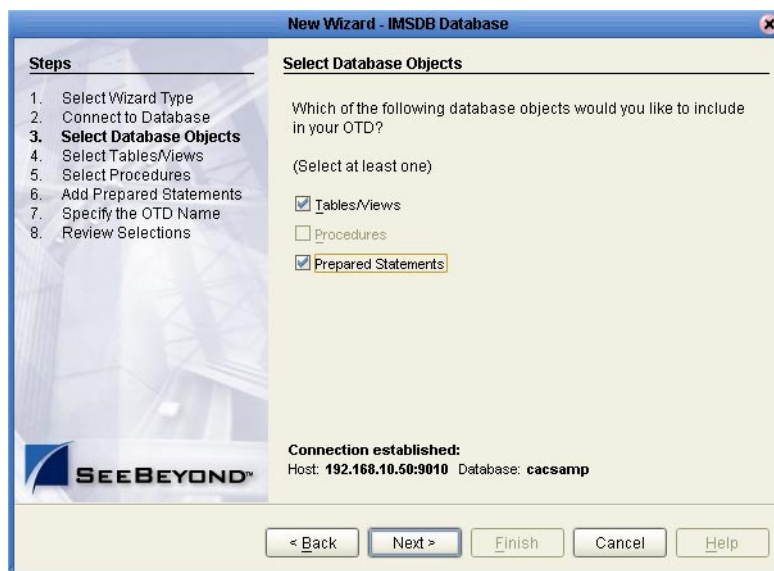 New Wizard - IMSDB Database
Steps
1. Select Wizard Type
2. Connect to Database
3. Select Database Objects
4. Select Tables/Views
5. Select Procedures
6. Add Prepared Statements
7. Specify the OTD Name
8. Review Selections
SEEBEYOND™
Select Database Objects
Which of the following database objects would you like to include
in your OTD?
(Select at least one)
Tables/Views
Procedures
Prepared Statements
Connection established:
Host: 192.168.10.50:9010 Database: cacsamp
< Back Next > Finish Cancel Help